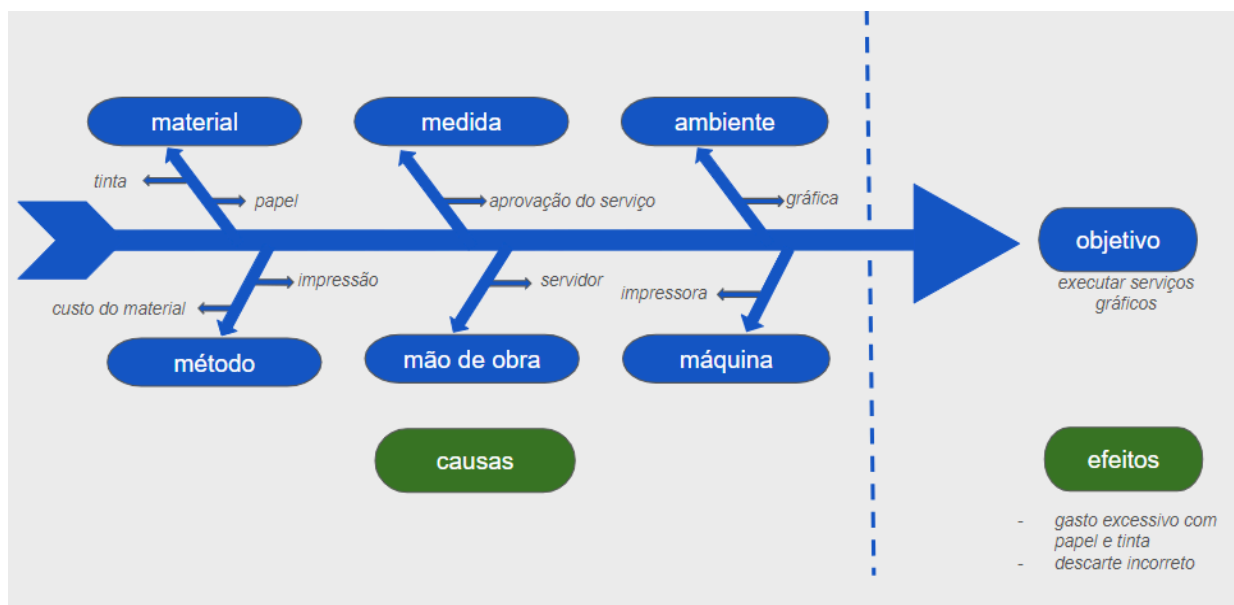 material
medida
ambiente
tinta
papel
aprovação do serviço
gráfica
objetivo
executar serviços
gráficos
impressão
servidor
impressora
custo do material
método
mão de obra
máquina
causas
efeitos
- gasto excessivo com
papel e tinta
- descarte incorreto